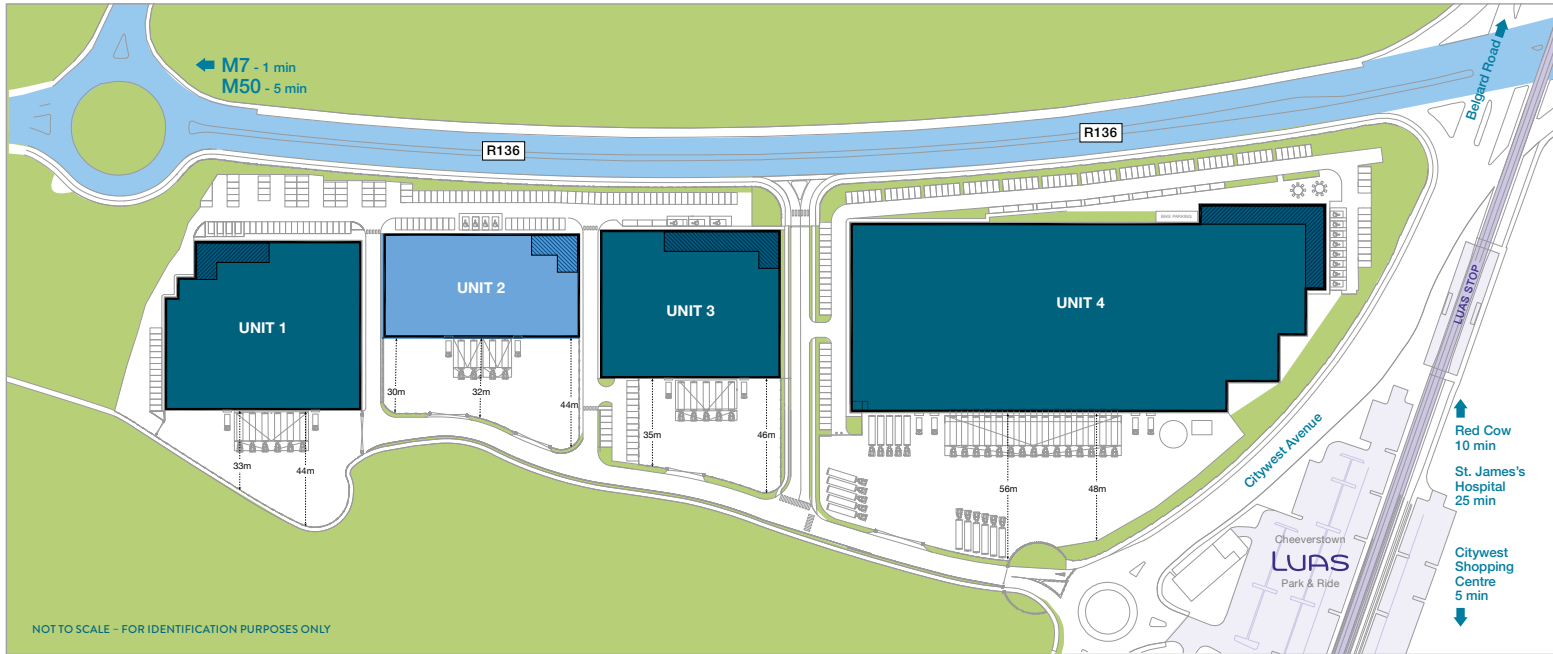 M7 - 1 min
M50 - 5 min
Belgard Road
R136
R136
BIKE PARKING
UNIT 1
UNIT 2
UNIT 3
UNIT 4
LUAS STOP
30m
32m
44m
35m
46m
33m
44m
56m
48m
Citywest Avenue
Red Cow
10 min
St. James's
Hospital
25 min
Cheeverstown
LUAS
Park & Ride
Citywest
Shopping
Centre
5 min
NOT TO SCALE – FOR IDENTIFICATION PURPOSES ONLY